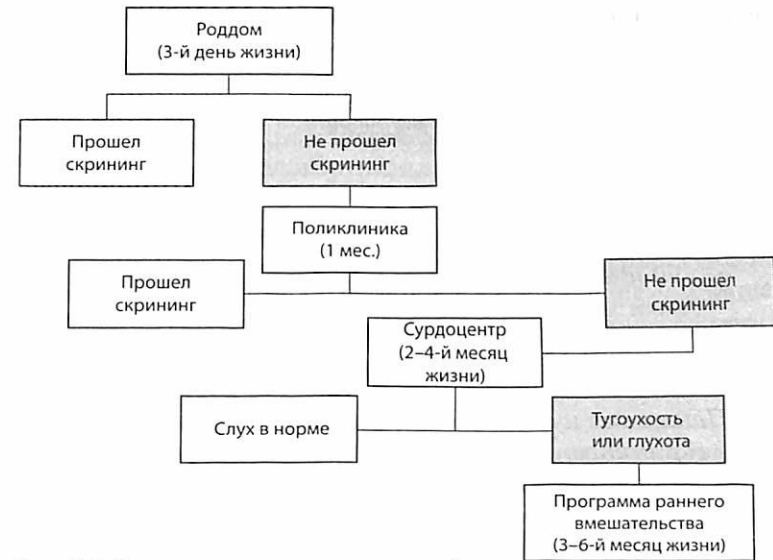 Роддом
(3-й день жизни)
Прошел
скрининг
Не прошел
скрининг
Поликлиника
(1 мес.)
Прошел
скрининг
Не прошел
скрининг
Сурдоцентр
(2–4-й месяц
жизни)
Слух в норме
Тугоухость
или глухота
Программа раннего
вмешательства
(3–6-й месяц жизни)